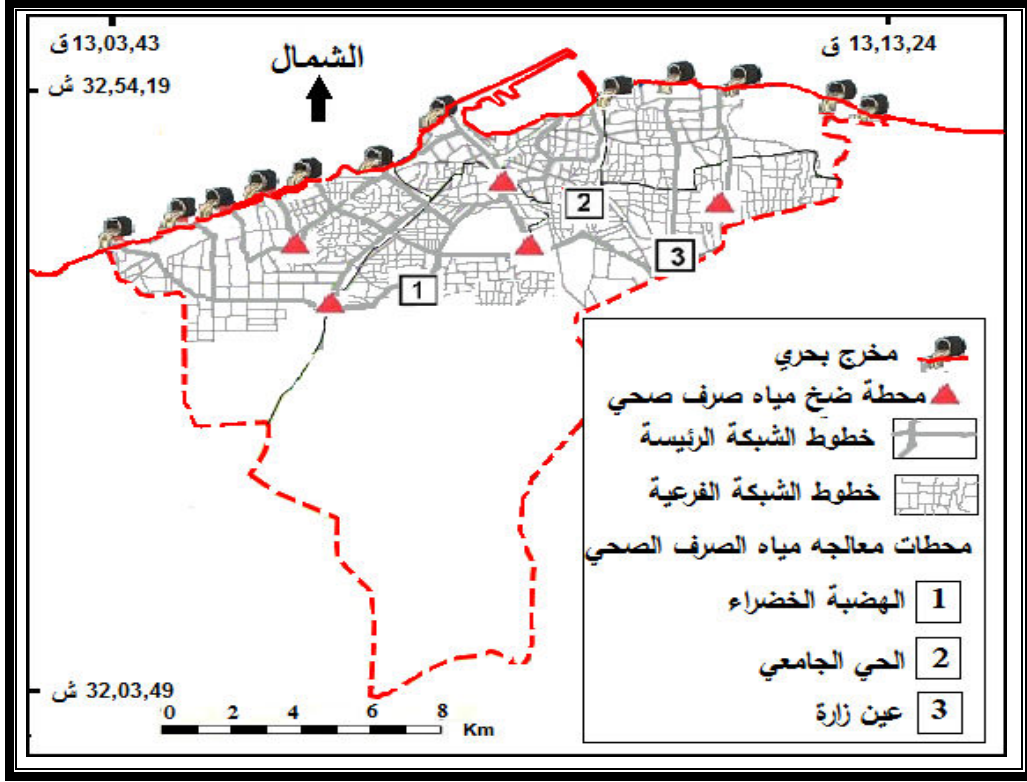 13,03,43 ق
13,13,24 ق
الشمال
32,54,19 ش
2
3
1
مخرج بحري
محطة ضخ مياه صرف صحي
خطوط الشبكة الرئيسة
خطوط الشبكة الفرعية
محطات معالجه مياه الصرف الصحي
1 الهضبة الخضراء
2 الحي الجامعي
3 عين زارة
32,03,49 ش
0 2 4 6 8
Km